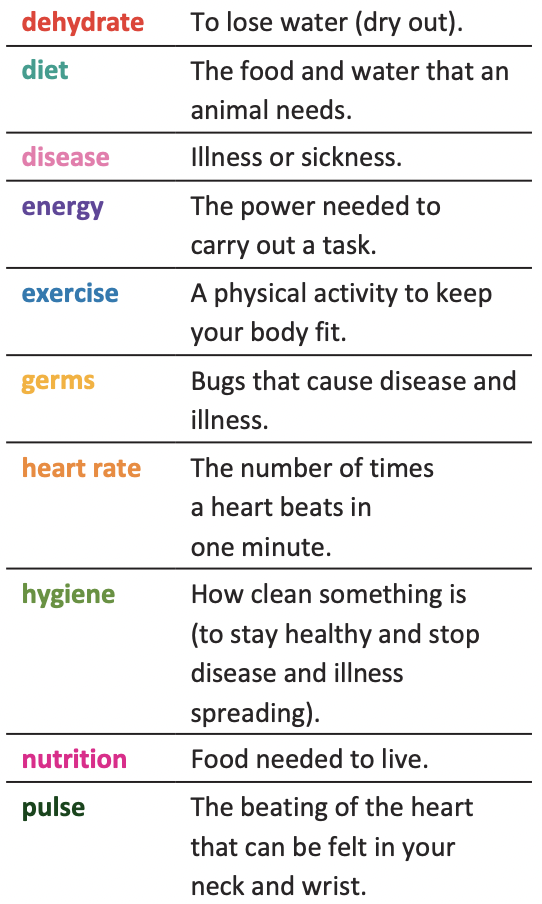 dehydrate To lose water (dry out).
diet The food and water that an
animal needs.
disease Illness or sickness.
energy The power needed to
carry out a task.
exercise A physical activity to keep
your body fit.
germs Bugs that cause disease and
illness.
heart rate The number of times
a heart beats in
one minute.
hygiene How clean something is
(to stay healthy and stop
disease and illness
spreading).
nutrition Food needed to live.
pulse The beating of the heart
that can be felt in your
neck and wrist.